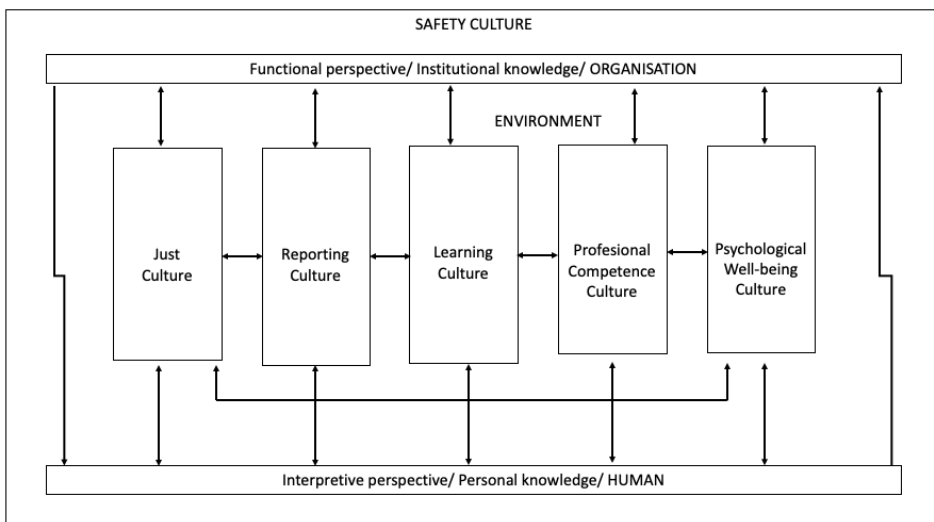 SAFETY CULTURE
Functional perspective/ Institutional knowledge/ ORGANISATION
ENVIRONMENT
Just
Culture
Reporting
Culture
Learning
Culture
Profesional
Competence
Culture
Psychological
Well-being
Culture
Interpretive perspective/ Personal knowledge/ HUMAN